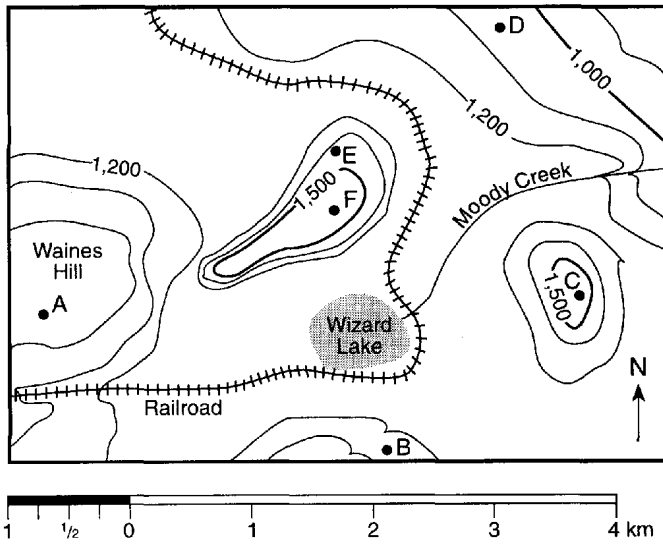 D
1,000
1,200
E
1,200
1,500
Moody Creek
F
Waines
Hill
C
1,500
A
Wizard
Lake
N
Railroad
B
1 1/2 0 1 2 3 4 km